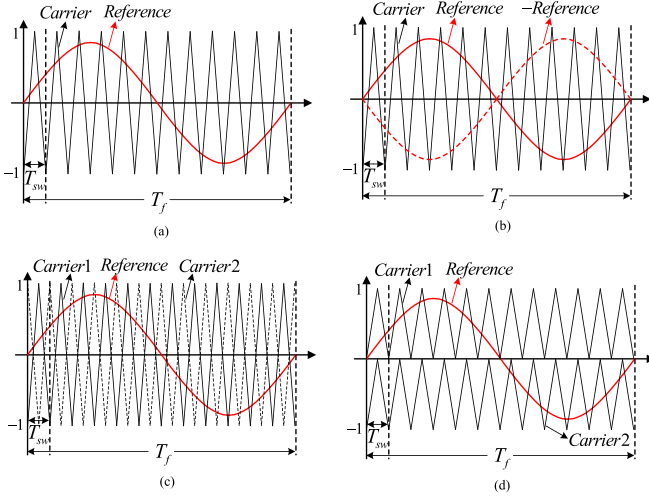 Carrier Reference
1
−1
T_sw
T_f
(a)
Carrier Reference −Reference
1
−1
T_sw
T_f
(b)
Carrier1 Reference Carrier2
1
−1
T_sw
T_f
(c)
Carrier1 Reference
1
−1
T_sw
Carrier2
T_f
(d)